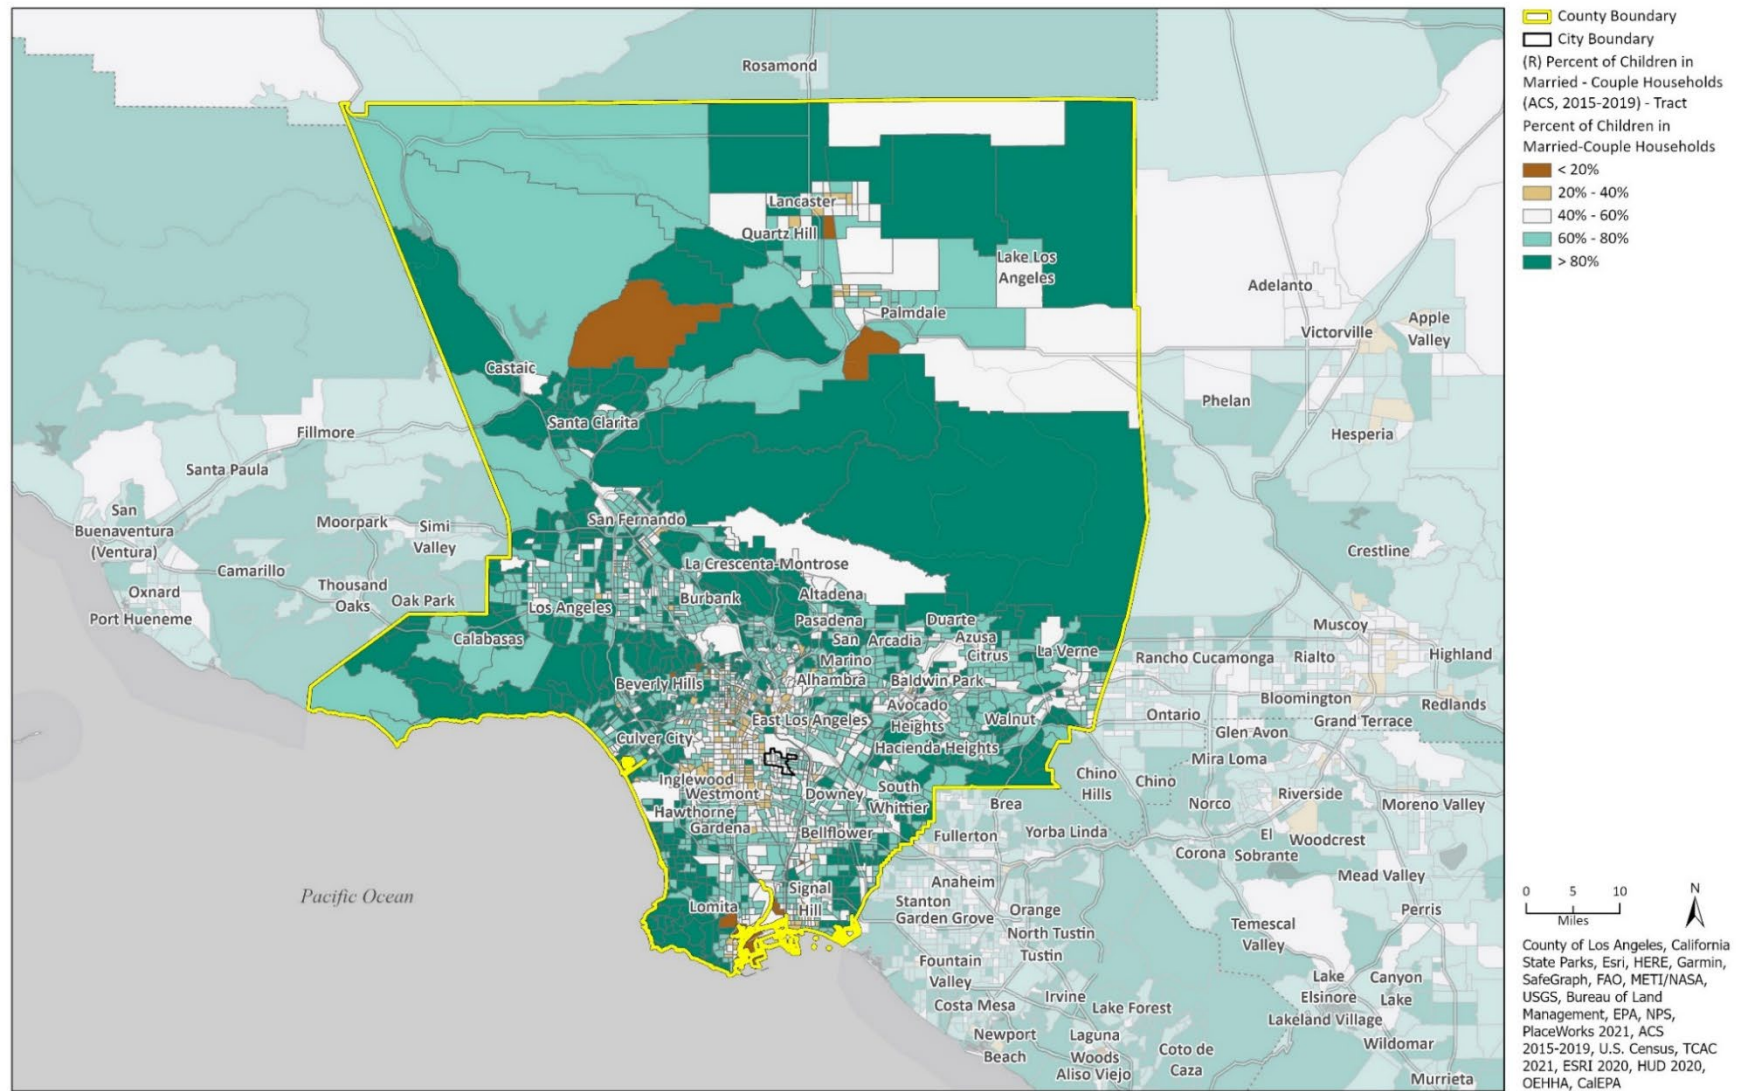 County Boundary
City Boundary
(R) Percent of Children in
Married - Couple Households
(ACS, 2015-2019) - Tract
Percent of Children in
Married-Couple Households
< 20%
20% - 40%
40% - 60%
60% - 80%
> 80%
Rosamond
Lancaster
Quartz Hill
Lake Los
Angeles
Adelanto
Palmdale
Victorville
Apple
Valley
Castaic
Phelan
Santa Clarita
Fillmore
Hesperia
Santa Paula
San
Buenaventura
(Ventura)
Moorpark
Simi
Valley
San Fernando
Crestline
La Crescenta-Montrose
Camarillo
Thousand
Oaks
Oak Park
Oxnard
Port Hueneme
Los Angeles
Burbank
Altadena
Pasadena
Duarte
Muscoy
Calabasas
San
Marino
Arcadia
Azusa
Citrus
La Verne
Rancho Cucamonga
Rialto
Highland
Beverly Hills
Alhambra
Baldwin Park
Bloomington
Redlands
East Los Angeles
Avocado
Heights
Walnut
Ontario
Grand Terrace
Culver City
Hacienda Heights
Glen Avon
Mira Loma
Inglewood
Westmont
Downey
South
Whittier
Chino
Hills
Chino
Norco
Riverside
Moreno Valley
Hawthorne
Gardena
Bellflower
Brea
Fullerton
Yorba Linda
El
Sobrante
Woodcrest
Corona
Mead Valley
Pacific Ocean
Lomita
Signal
Hill
Anaheim
Stanton
Garden Grove
Orange
North Tustin
Tustin
Perris
Temescal
Valley
Fountain
Valley
Costa Mesa
Irvine
Lake Forest
Lake
Elsinore
Canyon
Lake
Lakeland Village
Newport
Beach
Laguna
Woods
Aliso Viejo
Coto de
Caza
Wildomar
Murrieta
0 5 10
Miles
N
County of Los Angeles, California
State Parks, Esri, HERE, Garmin,
SafeGraph, FAO, METI/NASA,
USGS, Bureau of Land
Management, EPA, NPS,
PlaceWorks 2021, ACS
2015-2019, U.S. Census, TCAC
2021, ESRI 2020, HUD 2020,
OEHHA, CalEPA